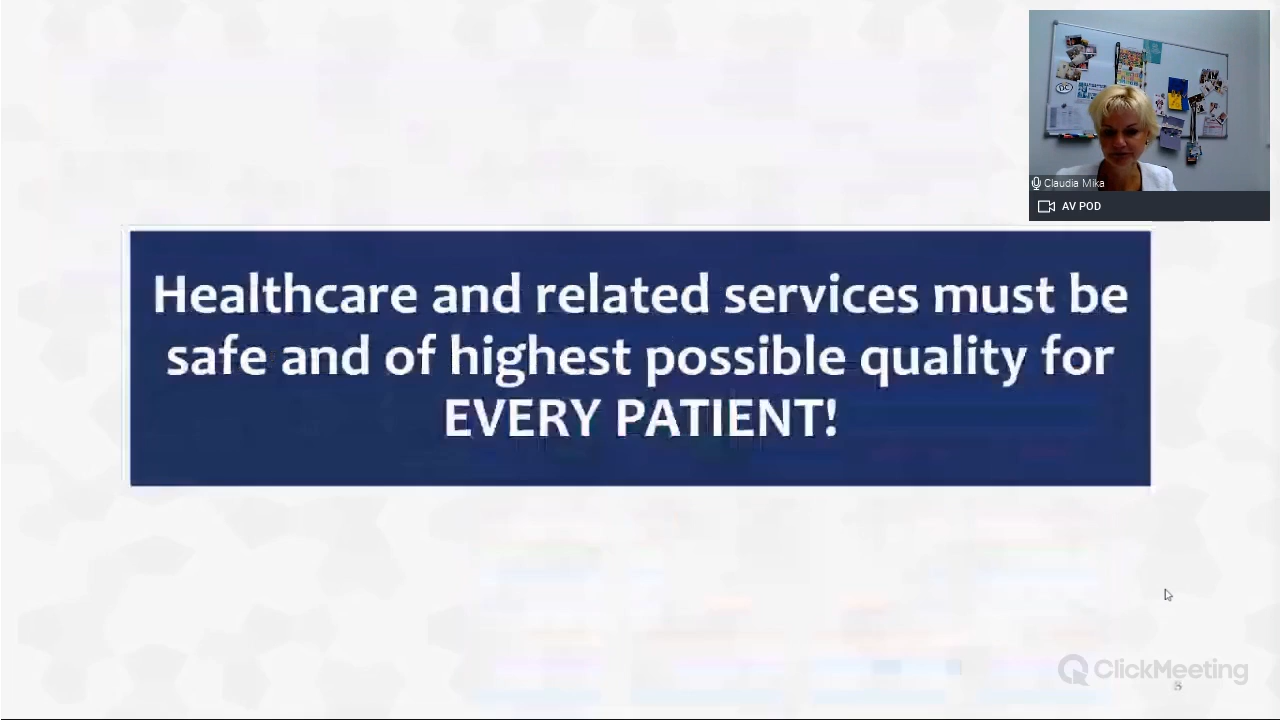 Claudia Mika
AV POD
Healthcare and related services must be
safe and of highest possible quality for
EVERY PATIENT!
ClickMeeting